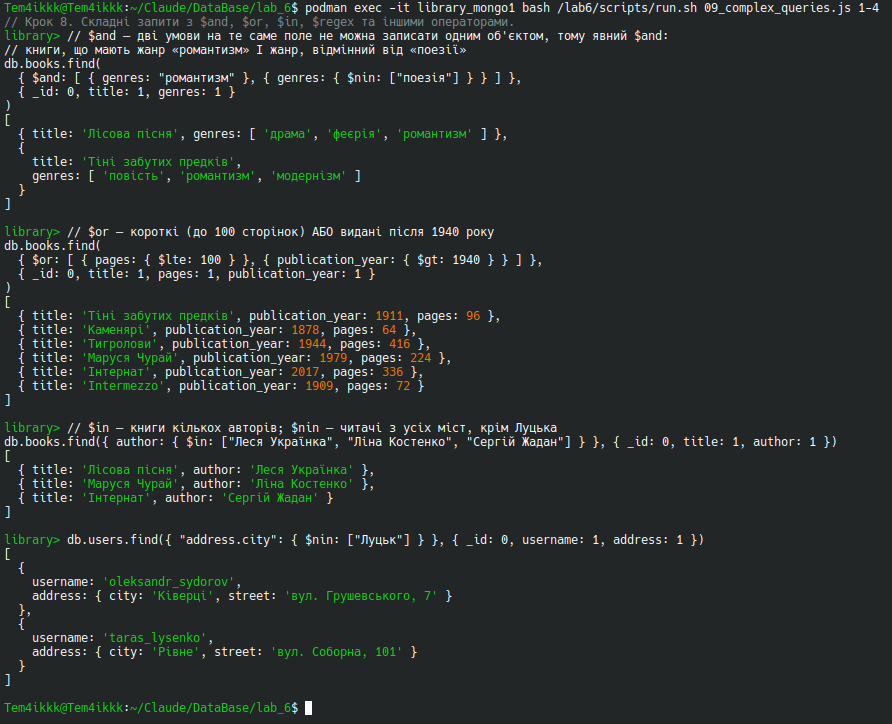 Tem4ikkk@Tem4ikkk:~/Claude/DataBase/lab_6$ podman exec -it library_mongo1 bash /lab6/scripts/run.sh 09_complex_queries.js 1-4
// Крок 8. Складні запити з $and, $or, $in, $regex та іншими операторами.
library> // $and — дві умови на те саме поле не можна записати одним об'єктом, тому явний $and:
// книги, що мають жанр «романтизм» І жанр, відмінний від «поезії»
db.books.find(
  { $and: [ { genres: "романтизм" }, { genres: { $nin: ["поезія"] } } ] },
  { _id: 0, title: 1, genres: 1 }
)
[
  { title: 'Лісова пісня', genres: [ 'драма', 'феєрія', 'романтизм' ] },
  {
    title: 'Тіні забутих предків',
    genres: [ 'повість', 'романтизм', 'модернізм' ]
  }
]
library> // $or — короткі (до 100 сторінок) АБО видані після 1940 року
db.books.find(
  { $or: [ { pages: { $lte: 100 } }, { publication_year: { $gt: 1940 } } ] },
  { _id: 0, title: 1, pages: 1, publication_year: 1 }
)
[
  { title: 'Тіні забутих предків', publication_year: 1911, pages: 96 },
  { title: 'Каменярі', publication_year: 1878, pages: 64 },
  { title: 'Тигролови', publication_year: 1944, pages: 416 },
  { title: 'Маруся Чурай', publication_year: 1979, pages: 224 },
  { title: 'Інтернат', publication_year: 2017, pages: 336 },
  { title: 'Intermezzo', publication_year: 1909, pages: 72 }
]
library> // $in — книги кількох авторів; $nin — читачі з усіх міст, крім Луцька
db.books.find({ author: { $in: ["Леся Українка", "Ліна Костенко", "Сергій Жадан"] } }, { _id: 0, title: 1, author: 1 })
[
  { title: 'Лісова пісня', author: 'Леся Українка' },
  { title: 'Маруся Чурай', author: 'Ліна Костенко' },
  { title: 'Інтернат', author: 'Сергій Жадан' }
]
library> db.users.find({ "address.city": { $nin: ["Луцьк"] } }, { _id: 0, username: 1, address: 1 })
[
  {
    username: 'oleksandr_sydorov',
    address: { city: 'Ківерці', street: 'вул. Грушевського, 7' }
  },
  {
    username: 'taras_lysenko',
    address: { city: 'Рівне', street: 'вул. Соборна, 101' }
  }
]
Tem4ikkk@Tem4ikkk:~/Claude/DataBase/lab_6$